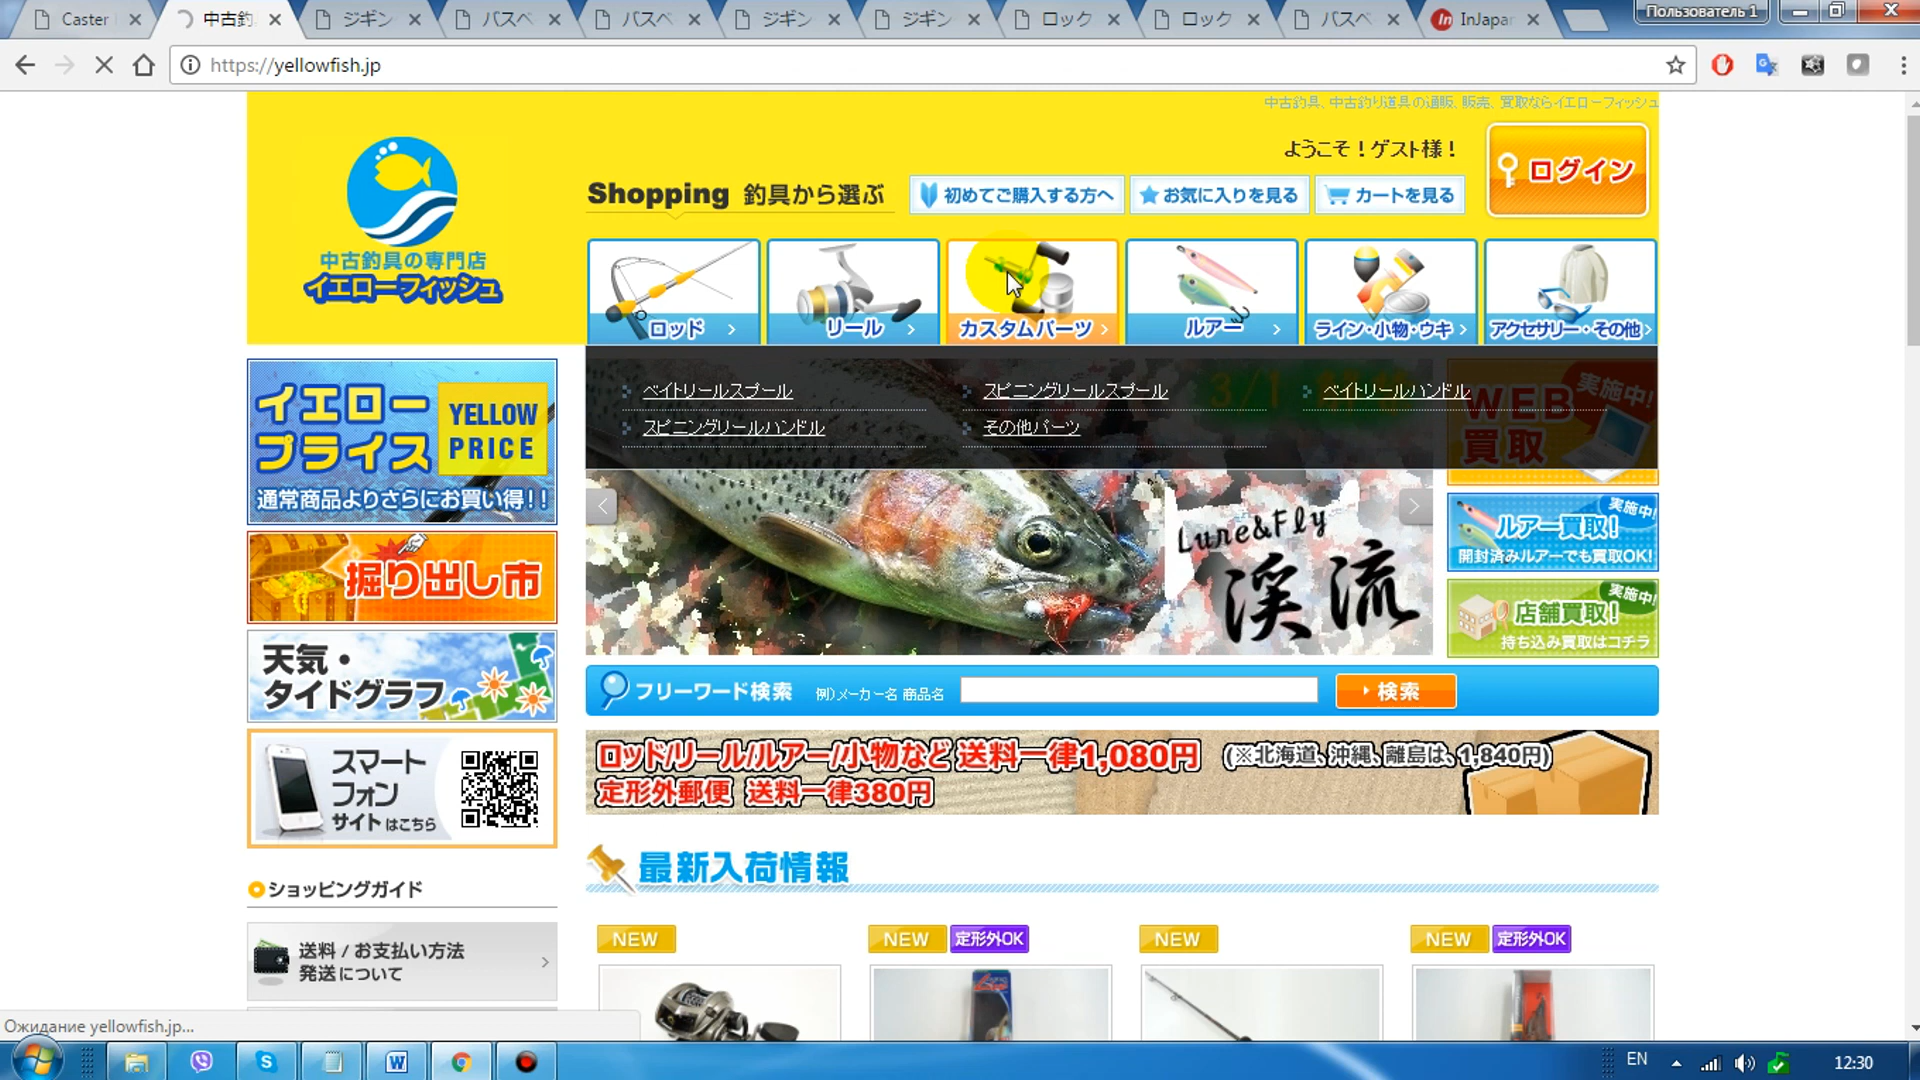 Caster
中古釣
ジギン
バスベ
バスベ
ジギン
ジギン
ロック
ロック
バスベ
InJapan
Пользователь 1
https://yellowfish.jp
中古釣具、中古釣り道具の通販、販売、買取ならイエローフィッシュ
ようこそ！ゲスト様！
ログイン
Shopping 釣具から選ぶ
初めてご購入する方へ
お気に入りを見る
カートを見る
中古釣具の専門店
イエローフィッシュ
ロッド
リール
カスタムパーツ
ルアー
ライン・小物・ウキ
アクセサリー・その他
ベイトリールスプール
スピニングリールスプール
ベイトリールハンドル
スピニングリールハンドル
その他パーツ
イエロー
プライス
YELLOW
PRICE
通常商品よりさらにお買い得！！
掘り出し市
天気・
タイドグラフ
スマート
フォン
サイトはこちら
実施中!
WEB
買取
実施中!
ルアー買取!
開封済みルアーでも買取OK!
実施中!
店舗買取!
持ち込み買取はコチラ
Lure&Fly
渓流
フリーワード検索 例)メーカー名 商品名
検索
ロッド/リール/ルアー/小物など 送料一律1,080円 (※北海道、沖縄、離島は、1,840円)
定形外郵便 送料一律380円
最新入荷情報
ショッピングガイド
送料 / お支払い方法
発送について
NEW
NEW 定形外OK
NEW
NEW 定形外OK
Ожидание yellowfish.jp...
EN
12:30